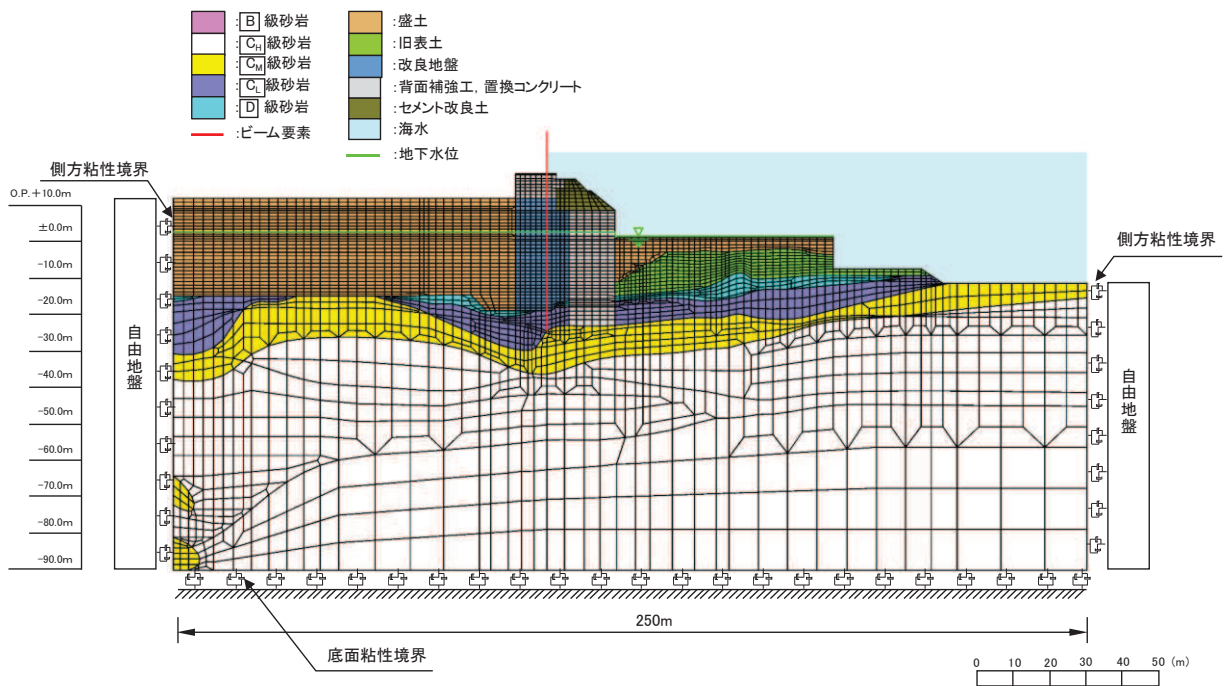 :B 級砂岩
:CH級砂岩
:CM級砂岩
:CL級砂岩
:D 級砂岩
:ビーム要素
:盛土
:旧表土
:改良地盤
:背面補強工, 置換コンクリート
:セメント改良土
:海水
:地下水位
側方粘性境界
側方粘性境界
O.P.+10.0m
±0.0m
-10.0m
-20.0m
-30.0m
-40.0m
-50.0m
-60.0m
-70.0m
-80.0m
-90.0m
自由地盤
自由地盤
250m
底面粘性境界
0 10 20 30 40 50 (m)